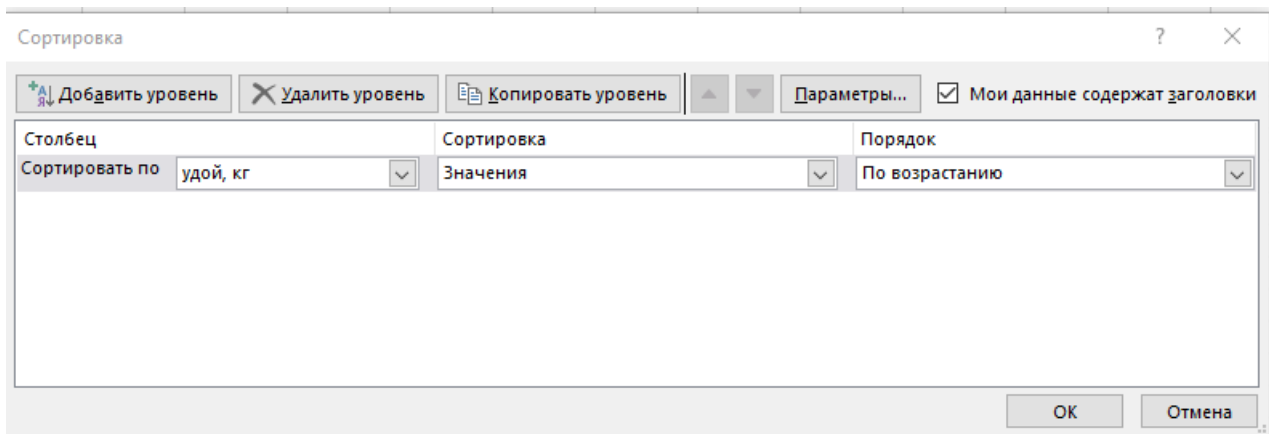 Сортировка ?
Добавить уровень Удалить уровень Копировать уровень Параметры... Мои данные содержат заголовки
Столбец Сортировка Порядок
Сортировать по удой, кг Значения По возрастанию
ОК Отмена